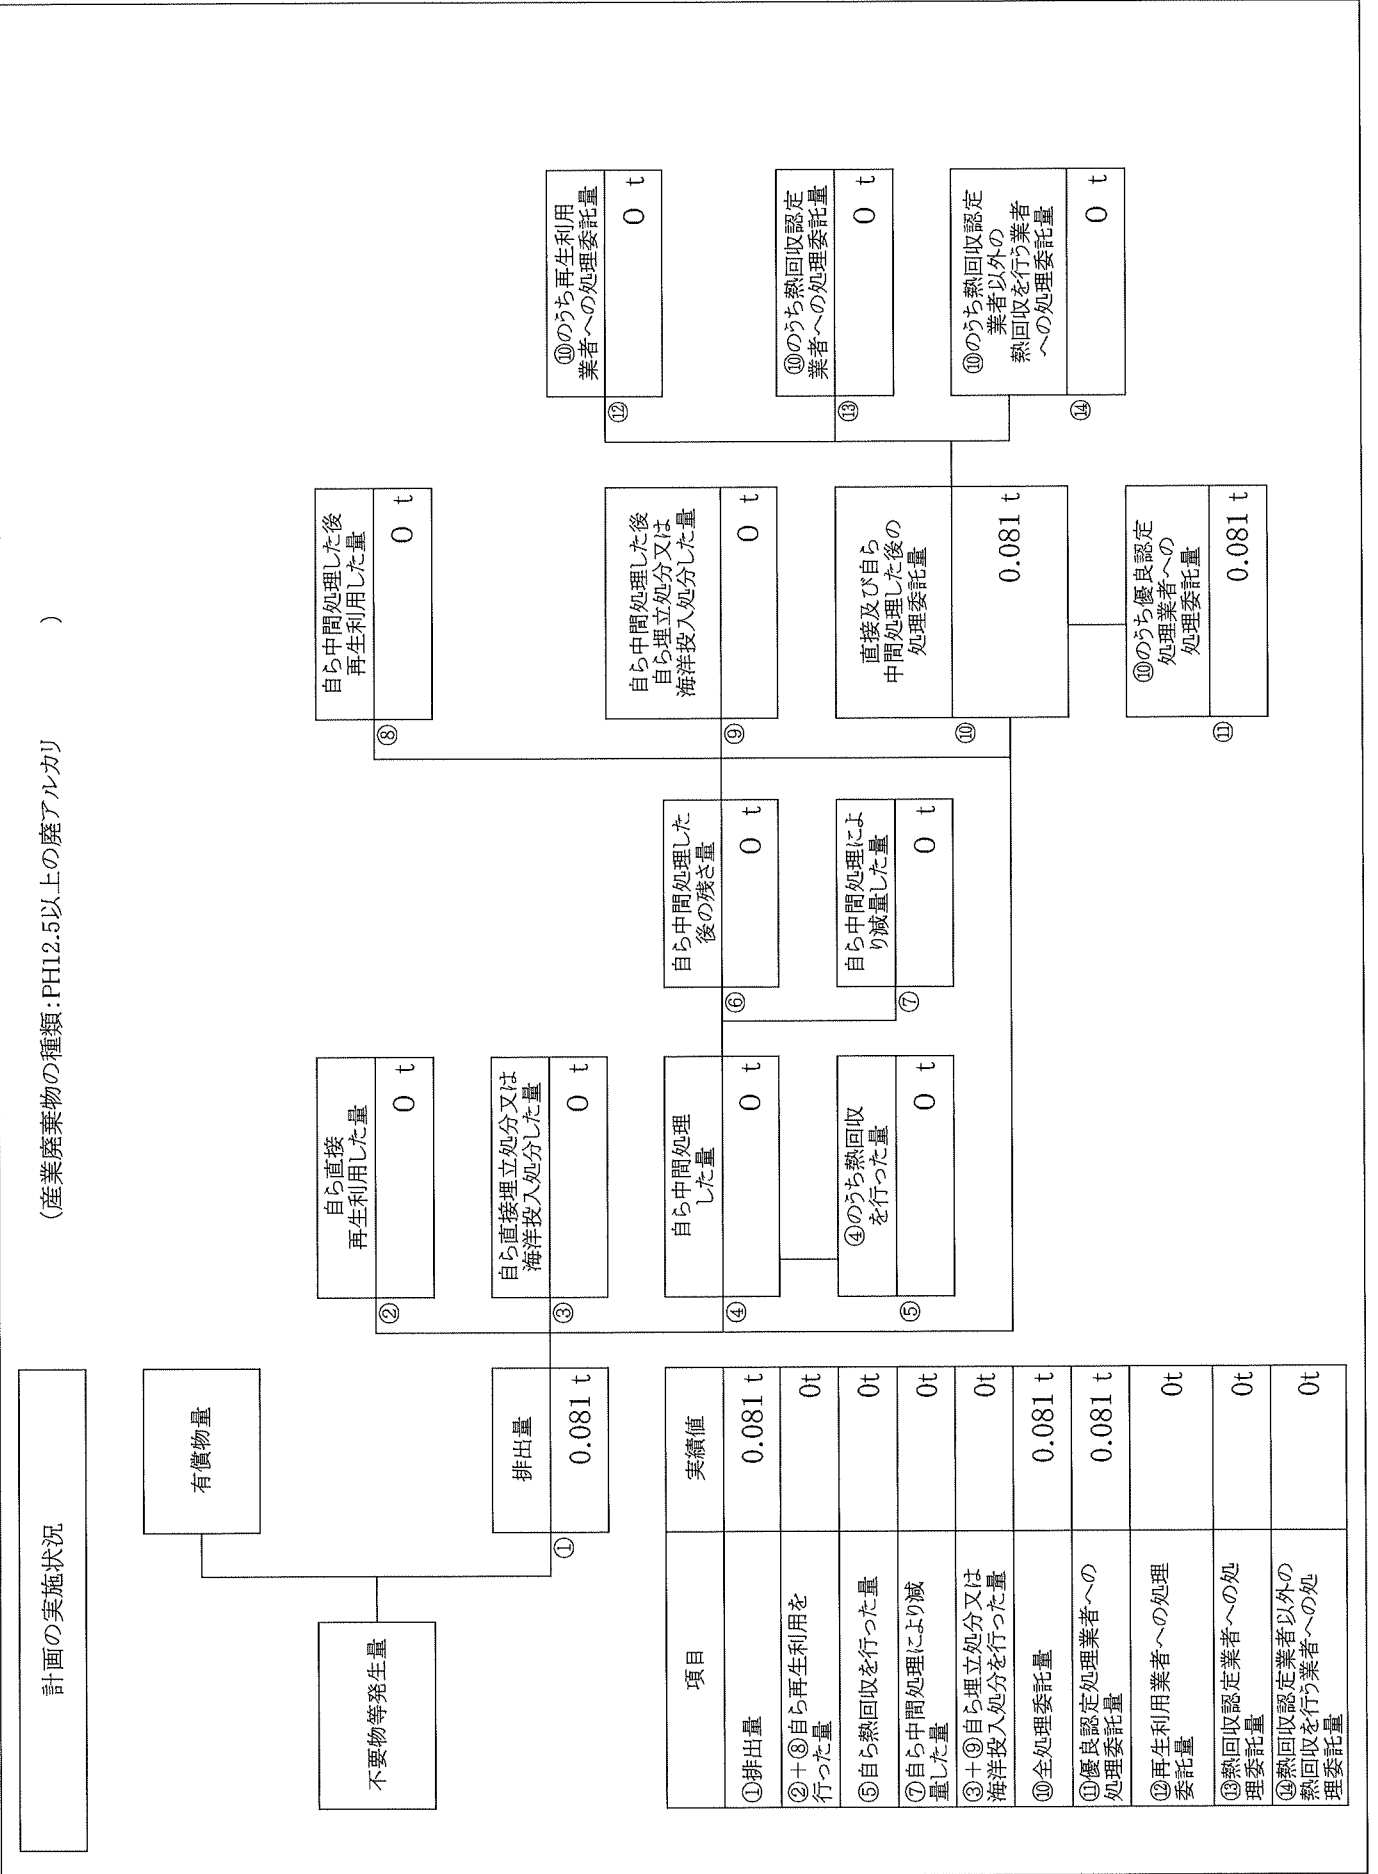 計画の実施状況
(産業廃棄物の種類:PH12.5以上の廃アルカリ )
不要物等発生量
有償物量
①
排出量
0.081 t
②
自ら直接
再生利用した量
0 t
③
自ら直接埋立処分又は
海洋投入処分した量
0 t
④
自ら中間処理
した量
0 t
⑤
④のうち熱回収
を行った量
0 t
⑥
自ら中間処理した
後の残さ量
0 t
⑦
自ら中間処理によ
り減量した量
0 t
⑧
自ら中間処理した後
再生利用した量
0 t
⑨
自ら中間処理した後
自ら埋立処分又は
海洋投入処分した量
0 t
⑩
直接及び自ら
中間処理した後の
処理委託量
0.081 t
⑪
⑩のうち優良認定
処理業者への
処理委託量
0.081 t
⑫
⑩のうち再生利用
業者への処理委託量
0 t
⑬
⑩のうち熱回収認定
業者への処理委託量
0 t
⑭
⑩のうち熱回収認定
業者以外の
熱回収を行う業者
への処理委託量
0 t
項目 実績値
①排出量 0.081 t
②+⑧自ら再生利用を
行った量 0t
⑤自ら熱回収を行った量 0t
⑦自ら中間処理により減
量した量 0t
③+⑨自ら埋立処分又は
海洋投入処分を行った量 0t
⑩全処理委託量 0.081 t
⑪優良認定処理業者への
処理委託量 0.081 t
⑫再生利用業者への処理
委託量 0t
⑬熱回収認定業者への処
理委託量 0t
⑭熱回収認定業者以外の
熱回収を行う業者への処
理委託量 0t